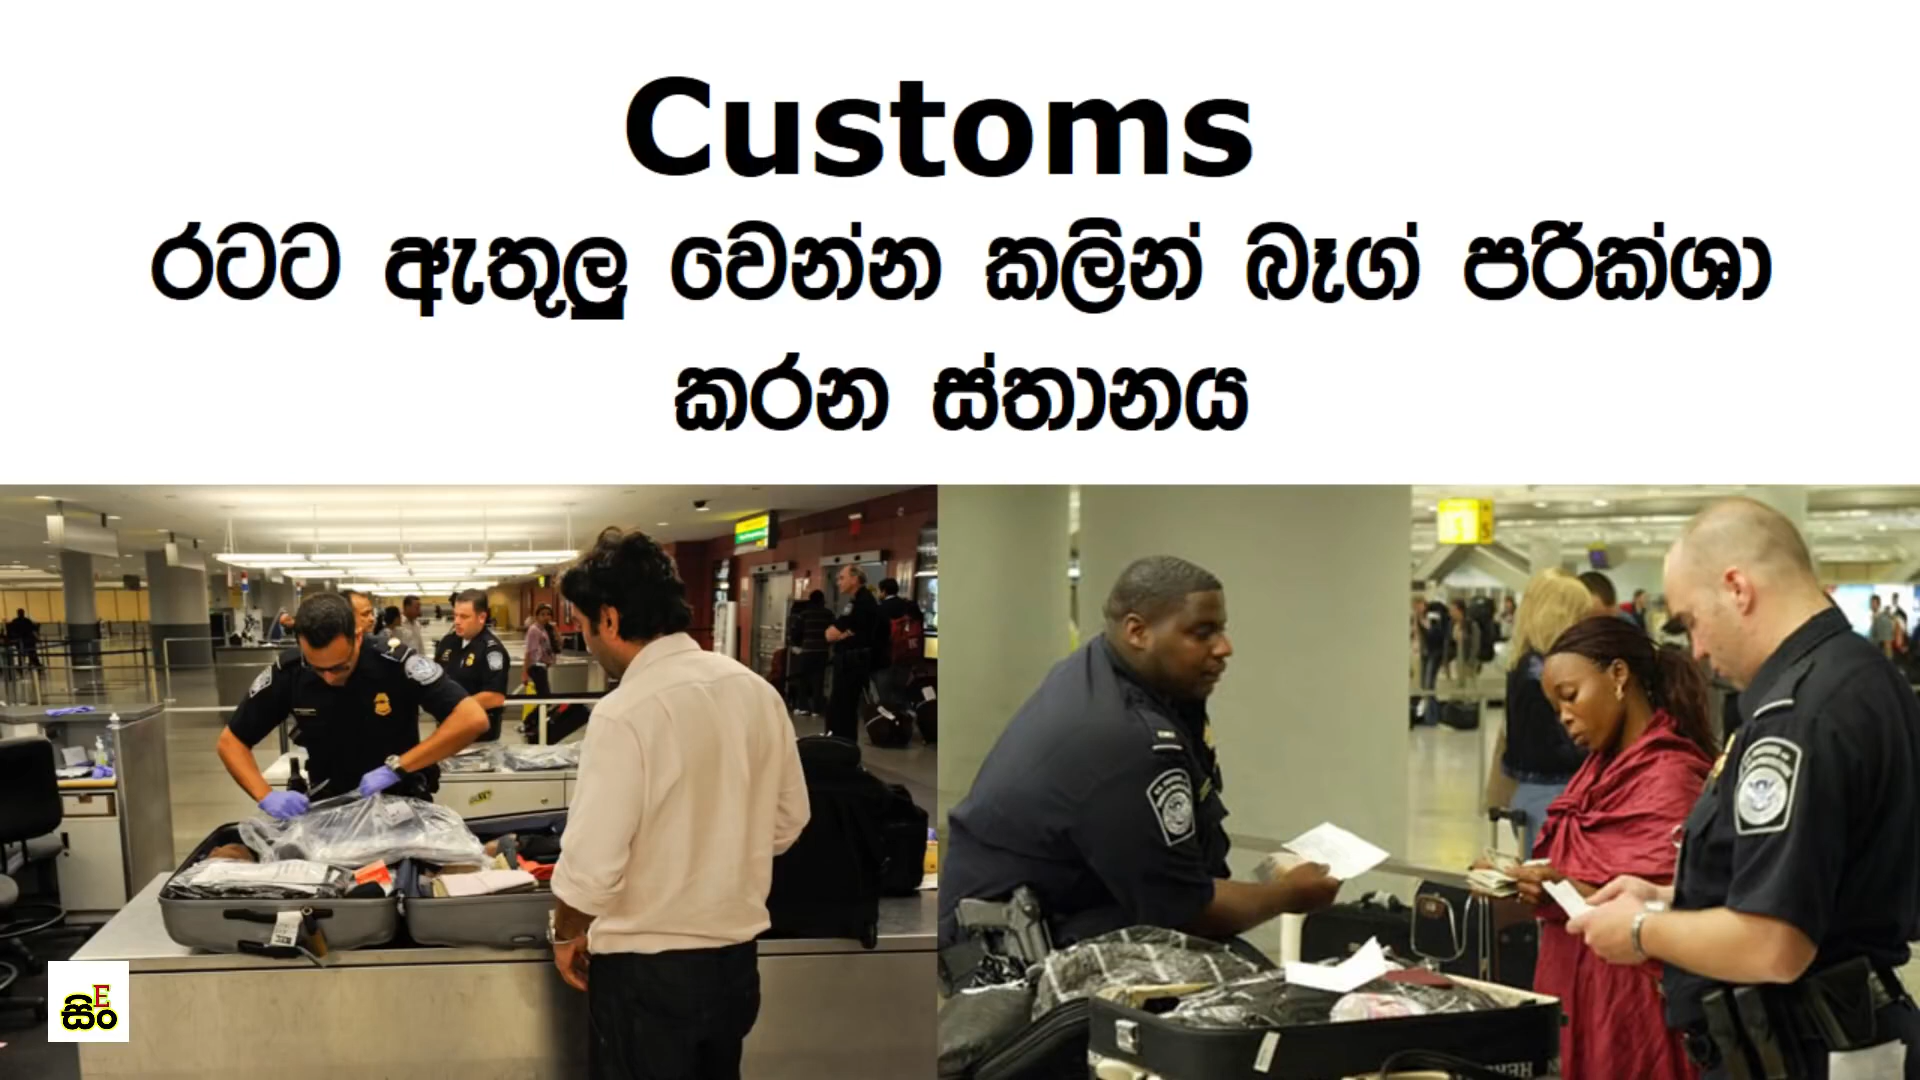 Customs
රටට ඇතුලු වෙන්න කලින් බෑග් පරික්ශා
කරන ස්තානය
E
සිං